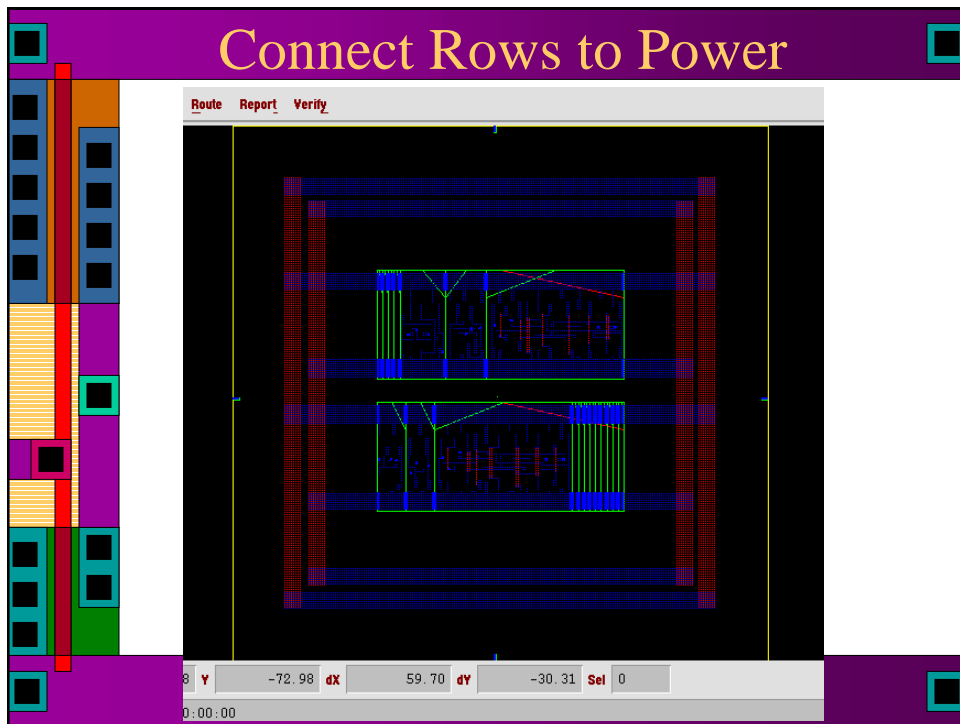 Connect Rows to Power
Route Report Verify
8 Y -72.98 dX 59.70 dY -30.31 Sel 0
0:00:00